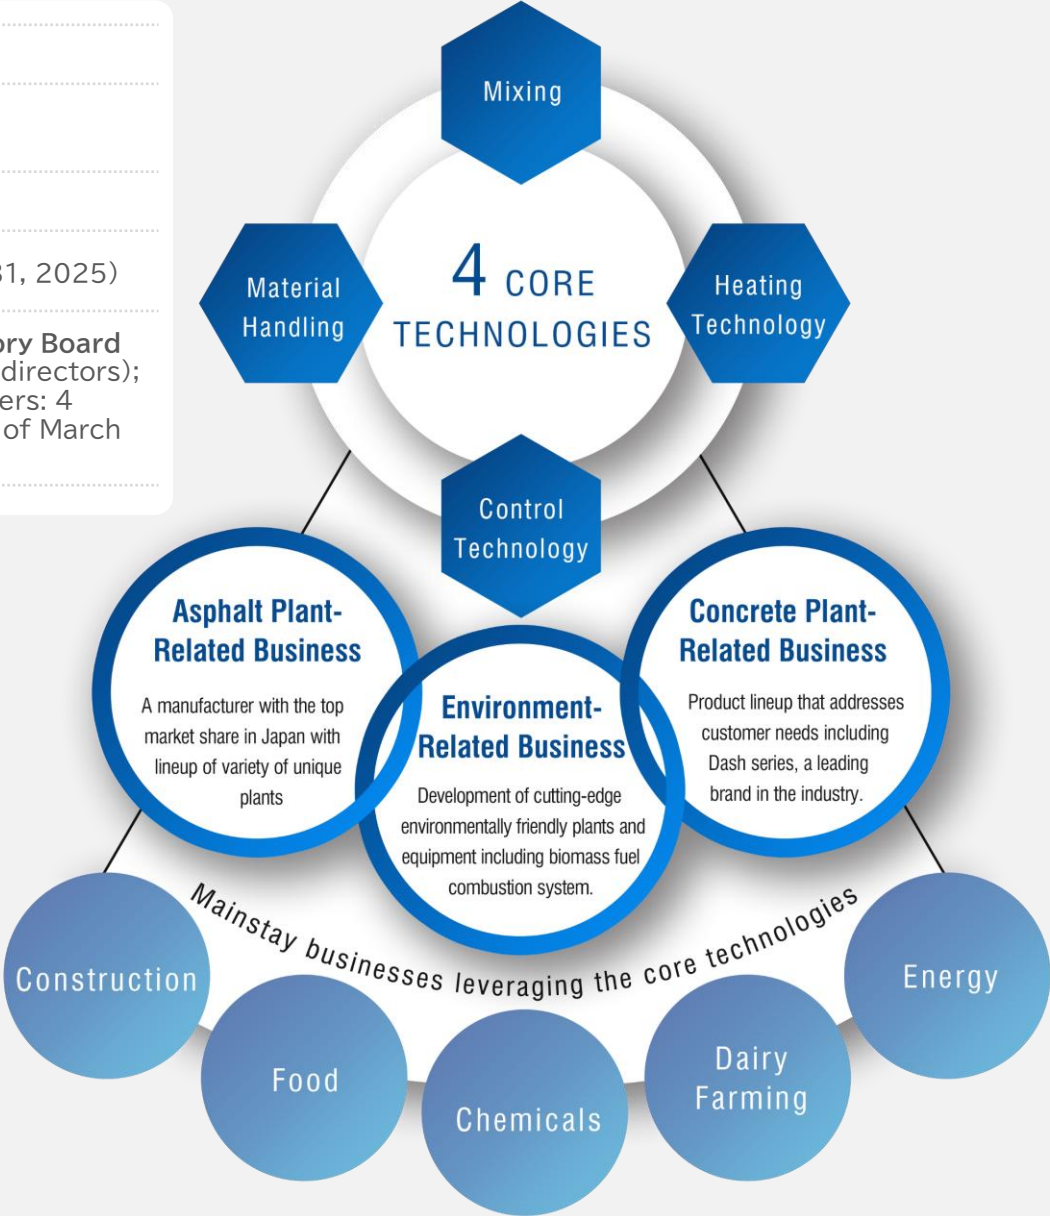 Mixing
31, 2025)
ory Board
directors);
ers: 4
of March
4 CORE
TECHNOLOGIES
Material
Handling
Heating
Technology
Control
Technology
Asphalt Plant-
Related Business
A manufacturer with the top
market share in Japan with
lineup of variety of unique
plants
Environment-
Related Business
Development of cutting-edge
environmentally friendly plants and
equipment including biomass fuel
combustion system.
Concrete Plant-
Related Business
Product lineup that addresses
customer needs including
Dash series, a leading
brand in the industry.
Mainstay businesses leveraging the core technologies
Construction
Food
Chemicals
Dairy
Farming
Energy